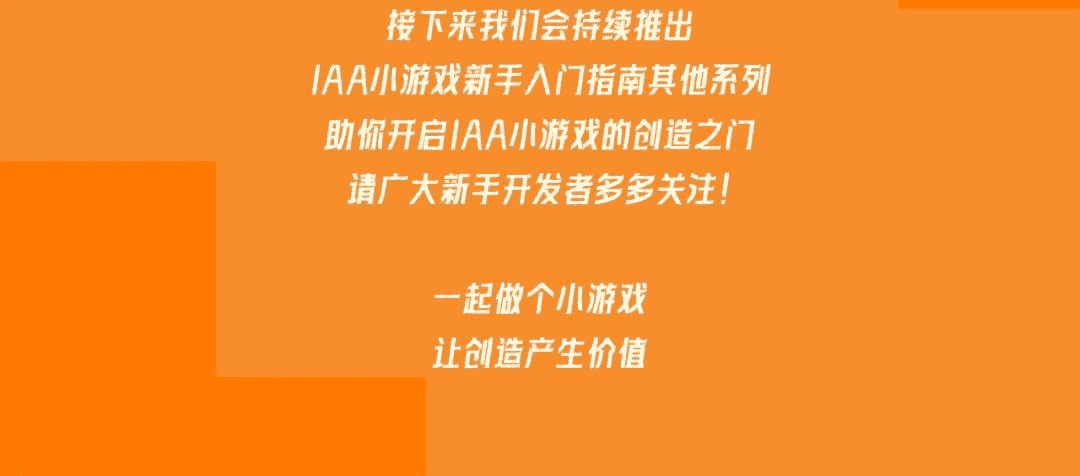 接下来我们会持续推出
IAA小游戏新手入门指南其他系列
助你开启IAA小游戏的创造之门
请广大新手开发者多多关注！
一起做个小游戏
让创造产生价值